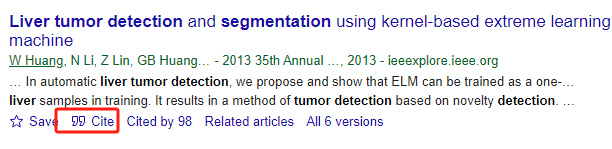 Liver tumor detection and segmentation using kernel-based extreme learning
machine
W Huang, N Li, Z Lin, GB Huang… - 2013 35th Annual …, 2013 - ieeexplore.ieee.org
… In automatic liver tumor detection, we propose and show that ELM can be trained as a one-…
liver samples in training. It results in a method of tumor detection based on novelty detection. …
Save Cite Cited by 98 Related articles All 6 versions